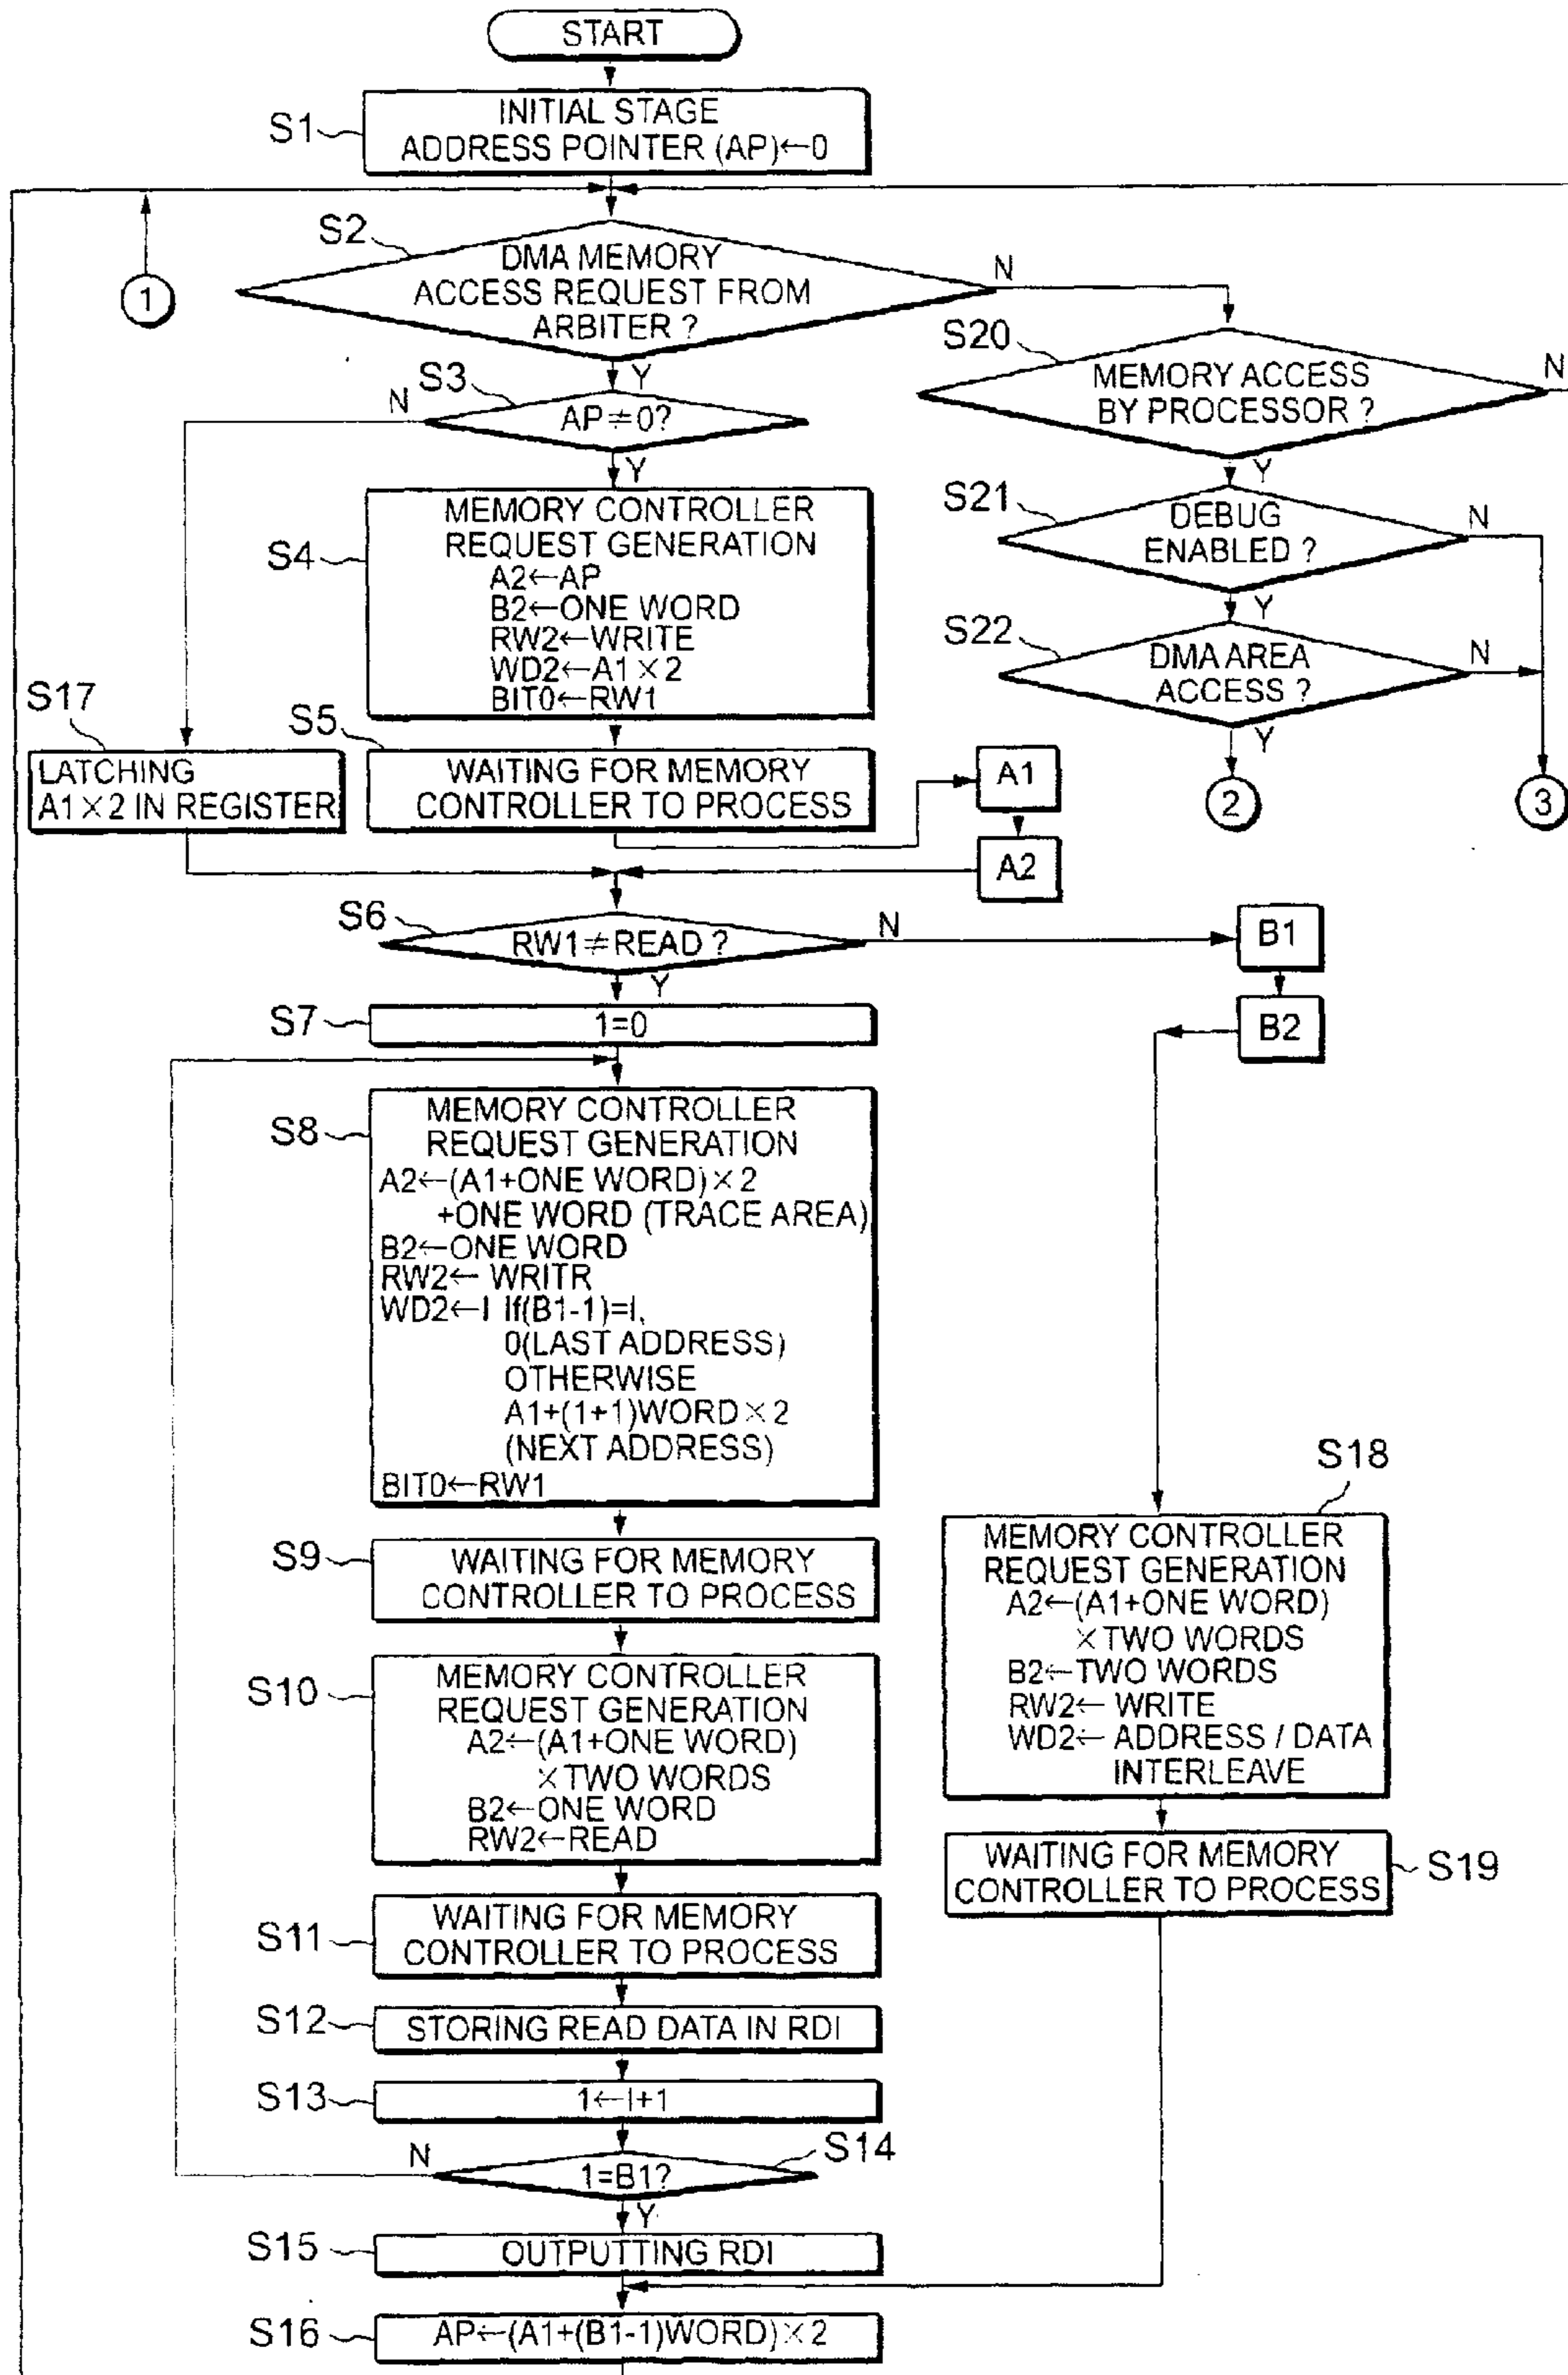 START
S1
INITIAL STAGE
ADDRESS POINTER (AP)←0
1
S2
DMA MEMORY
ACCESS REQUEST FROM
ARBITER ?
N
Y
S20
MEMORY ACCESS
BY PROCESSOR ?
N
Y
S3
N
AP≠0?
Y
S21
DEBUG
ENABLED ?
N
Y
S4
MEMORY CONTROLLER
REQUEST GENERATION
A2←AP
B2←ONE WORD
RW2←WRITE
WD2←A1×2
BIT0←RW1
S22
DMA AREA
ACCESS ?
N
Y
2
3
S17
LATCHING
A1×2 IN REGISTER
S5
WAITING FOR MEMORY
CONTROLLER TO PROCESS
A1
A2
S6
RW1≠READ ?
N
Y
B1
B2
S7
1=0
S8
MEMORY CONTROLLER
REQUEST GENERATION
A2←(A1+ONE WORD)×2
+ONE WORD (TRACE AREA)
B2←ONE WORD
RW2← WRITR
WD2←I If(B1-1)=I,
0(LAST ADDRESS)
OTHERWISE
A1+(1+1)WORD×2
(NEXT ADDRESS)
BIT0←RW1
S9
WAITING FOR MEMORY
CONTROLLER TO PROCESS
S10
MEMORY CONTROLLER
REQUEST GENERATION
A2←(A1+ONE WORD)
×TWO WORDS
B2←ONE WORD
RW2←READ
S11
WAITING FOR MEMORY
CONTROLLER TO PROCESS
S12
STORING READ DATA IN RDI
S13
1←I+1
S14
N
1=B1?
Y
S15
OUTPUTTING RDI
S16
AP←(A1+(B1-1)WORD)×2
S18
MEMORY CONTROLLER
REQUEST GENERATION
A2←(A1+ONE WORD)
×TWO WORDS
B2←TWO WORDS
RW2← WRITE
WD2← ADDRESS / DATA
INTERLEAVE
S19
WAITING FOR MEMORY
CONTROLLER TO PROCESS